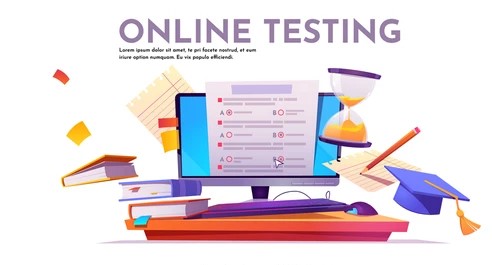 ONLINE TESTING
Lorem ipsum dolor sit amet, te pri facete nostrud, et eum
iriure option numquam. Eu vis populo efficiendi.
A B
A B
A B